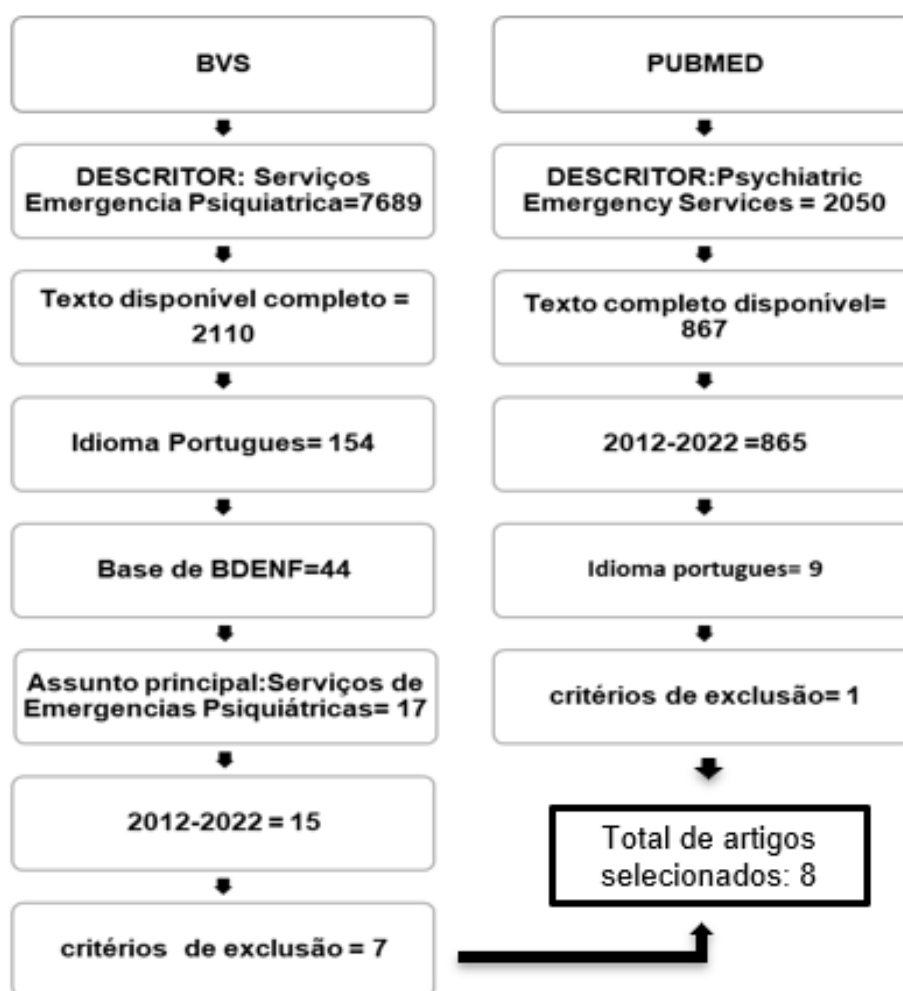 BVS
DESCRITOR: Serviços
Emergencia Psiquiatrica=7689
Texto disponível completo =
2110
Idioma Portugues= 154
Base de BDENF=44
Assunto principal:Serviços de
Emergencias Psiquiátricas= 17
2012-2022 = 15
critérios de exclusão = 7
PUBMED
DESCRITOR:Psychiatric
Emergency Services = 2050
Texto completo disponível=
867
2012-2022 =865
Idioma portugues= 9
critérios de exclusão= 1
Total de artigos
selecionados: 8